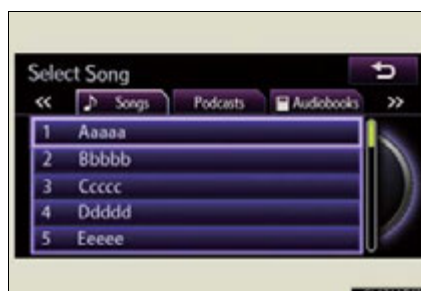 Select Song
« Songs Podcasts Audiobooks »
1 Aaaaa
2 Bbbbb
3 Ccccc
4 Ddddd
5 Eeeee